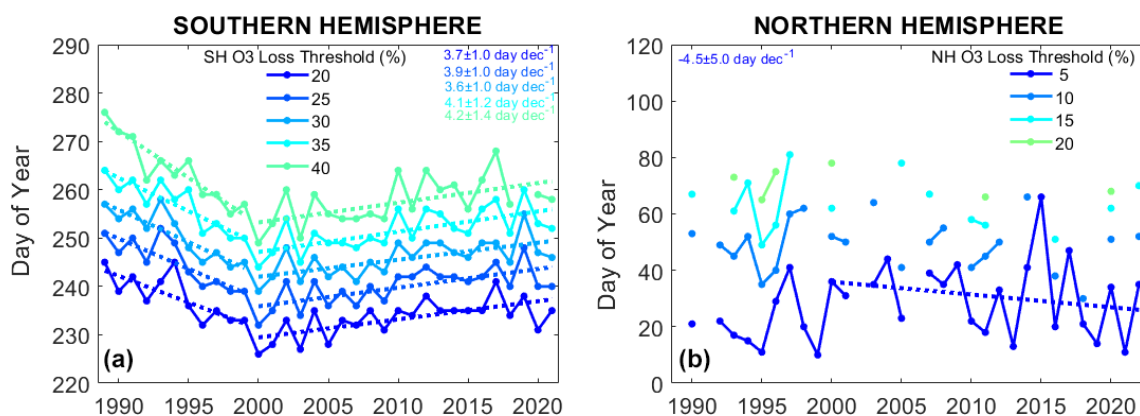 SOUTHERN HEMISPHERE
290
280
270
260
250
240
230
220
Day of Year
SH O3 Loss Threshold (%)
20
25
30
35
40
3.7±1.0 day dec⁻¹
3.9±1.0 day dec⁻¹
3.6±1.0 day dec⁻¹
4.1±1.2 day dec⁻¹
4.2±1.4 day dec⁻¹
(a)
1990 1995 2000 2005 2010 2015 2020
NORTHERN HEMISPHERE
120
100
80
60
40
20
0
Day of Year
-4.5±5.0 day dec⁻¹
NH O3 Loss Threshold (%)
5
10
15
20
(b)
1990 1995 2000 2005 2010 2015 2020